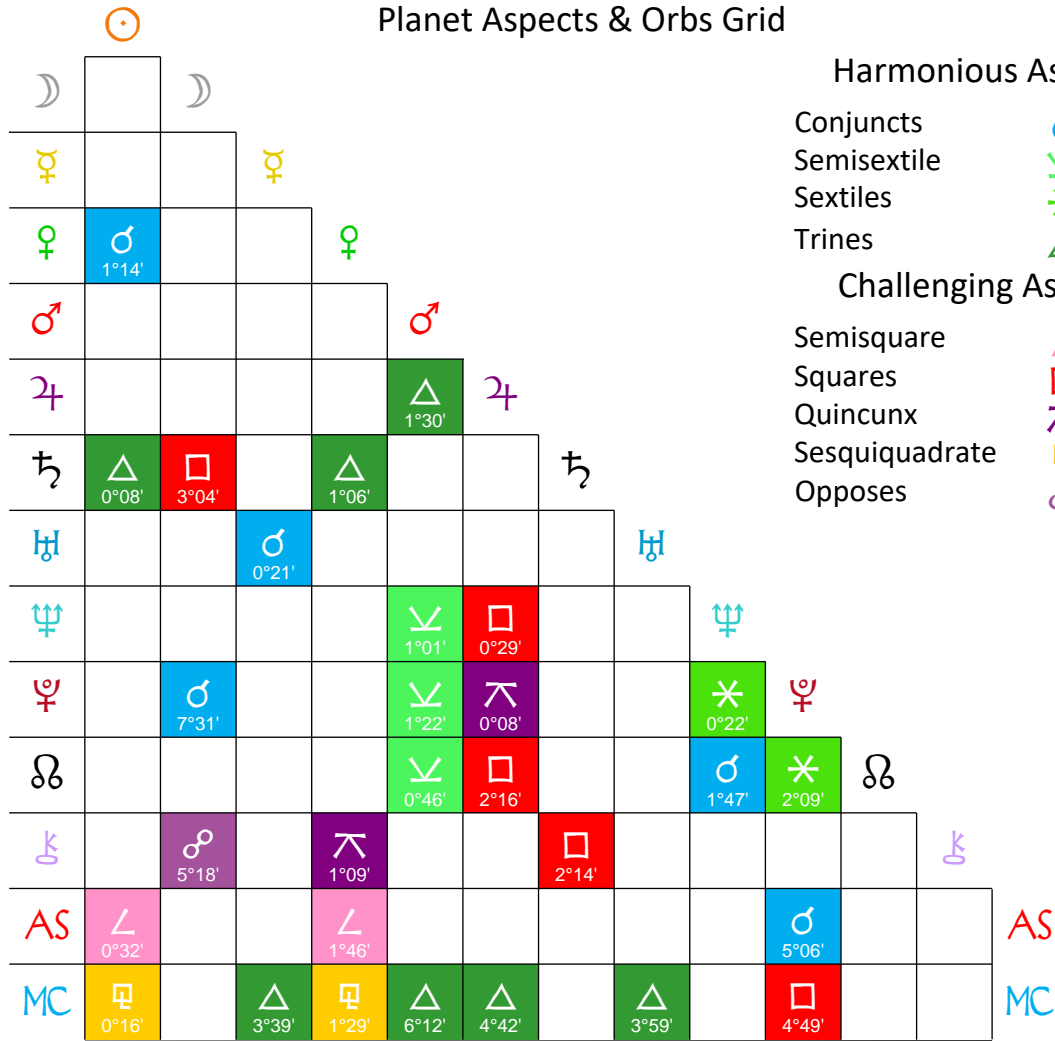 Planet Aspects & Orbs Grid
Harmonious As
Conjuncts
Semisextile
Sextiles
Trines
Challenging As
Semisquare
Squares
Quincunx
Sesquiquadrate
Opposes
☉
☽ ☽
☿ ☿
♀ ☌ 1°14' ♀
♂ ♂
♃ △ 1°30' ♃
♄ △ 0°08' □ 3°04' △ 1°06' ♄
♅ ☌ 0°21' ♅
♆ ⚺ 1°01' □ 0°29' ♆
♇ ☌ 7°31' ⚺ 1°22' ⚻ 0°08' ⚹ 0°22' ♇
☊ ⚺ 0°46' □ 2°16' ☌ 1°47' ⚹ 2°09' ☊
⚷ ☍ 5°18' ⚻ 1°09' □ 2°14' ⚷
AS ∠ 0°32' ∠ 1°46' ☌ 5°06' AS
MC ⚼ 0°16' △ 3°39' ⚼ 1°29' △ 6°12' △ 4°42' △ 3°59' □ 4°49' MC